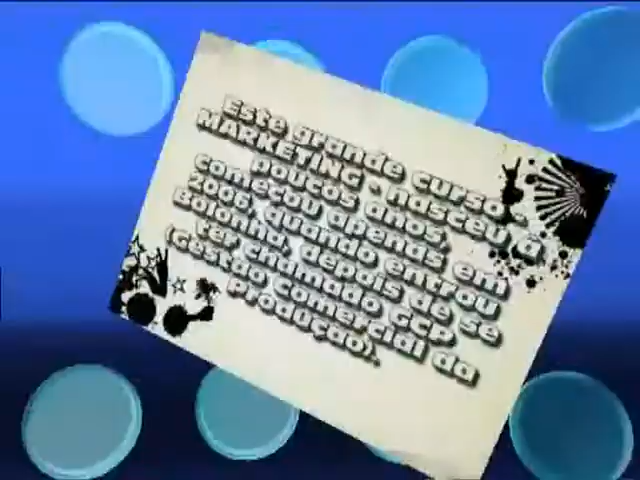 Este grande curso -
MARKETING - nasceu à
poucos anos,
começou apenas em
2006, quando entrou
Bolonha, depois de se
ter chamado GCP
(Gestão comercial da
Produção).